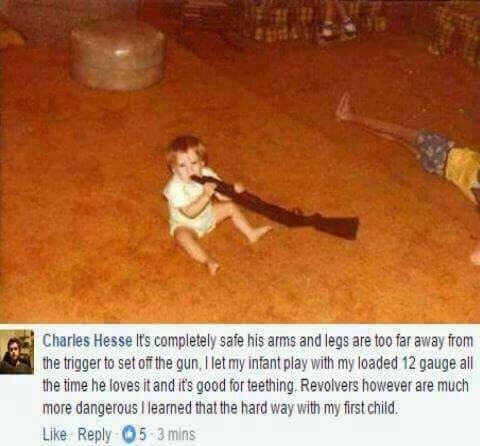 Charles Hesse It's completely safe his arms and legs are too far away from
the trigger to set off the gun, I let my infant play with my loaded 12 gauge all
the time he loves it and it's good for teething. Revolvers however are much
more dangerous I learned that the hard way with my first child.
Like · Reply · 5 · 3 mins